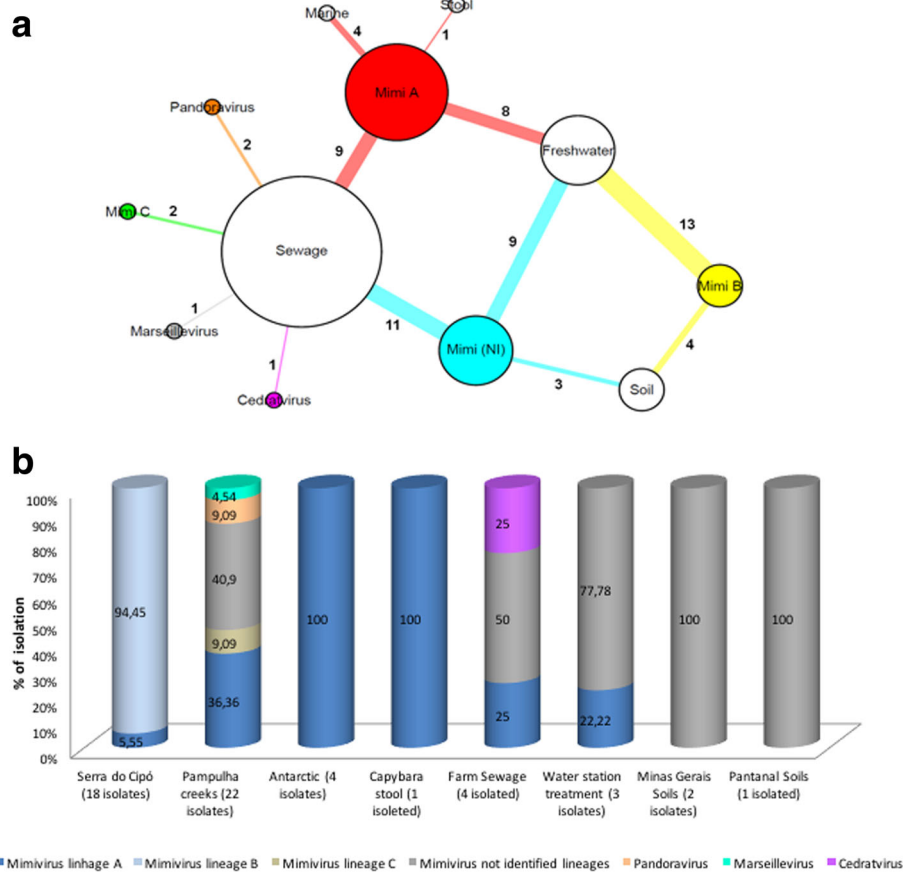 a
Marine
Stool
4
1
Mimi A
Pandoravirus
8
Freshwater
2
9
Mimi C
2
13
Sewage
9
Mimi B
1
Marseillevirus
11
Mimi (NI)
4
1
3
Soil
Cedratvirus
b
% of isolation
100%
90%
80%
70%
60%
50%
40%
30%
20%
10%
0%
94,45
5,55
4,54
9,09
40,9
9,09
36,36
100
100
25
50
25
77,78
22,22
100
100
Serra do Cipó
(18 isolates)
Pampulha
creeks (22
isolates)
Antarctic (4
isolates)
Capybara
stool (1
isoleted)
Farm Sewage
(4 isolated)
Water station
treatment (3
isolates)
Minas Gerais
Soils (2
isolates)
Pantanal Soils
(1 isolated)
Mimivirus linhage A
Mimivirus lineage B
Mimivirus lineage C
Mimivirus not identified lineages
Pandoravirus
Marseillevirus
Cedratvirus